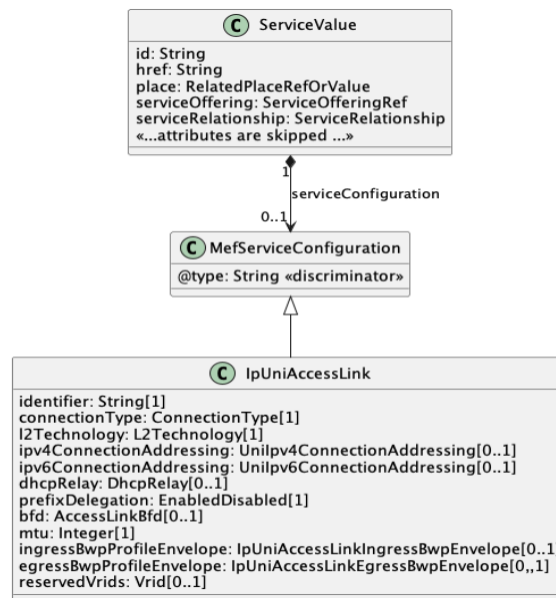 C ServiceValue
id: String
href: String
place: RelatedPlaceRefOrValue
serviceOffering: ServiceOfferingRef
serviceRelationship: ServiceRelationship
«...attributes are skipped ...»
1
serviceConfiguration
0..1
C MefServiceConfiguration
@type: String «discriminator»
C IpUniAccessLink
identifier: String[1]
connectionType: ConnectionType[1]
l2Technology: L2Technology[1]
ipv4ConnectionAddressing: UniIpv4ConnectionAddressing[0..1]
ipv6ConnectionAddressing: UniIpv6ConnectionAddressing[0..1]
dhcpRelay: DhcpRelay[0..1]
prefixDelegation: EnabledDisabled[1]
bfd: AccessLinkBfd[0..1]
mtu: Integer[1]
ingressBwpProfileEnvelope: IpUniAccessLinkIngressBwpEnvelope[0..1]
egressBwpProfileEnvelope: IpUniAccessLinkEgressBwpEnvelope[0,,1]
reservedVrids: Vrid[0..1]